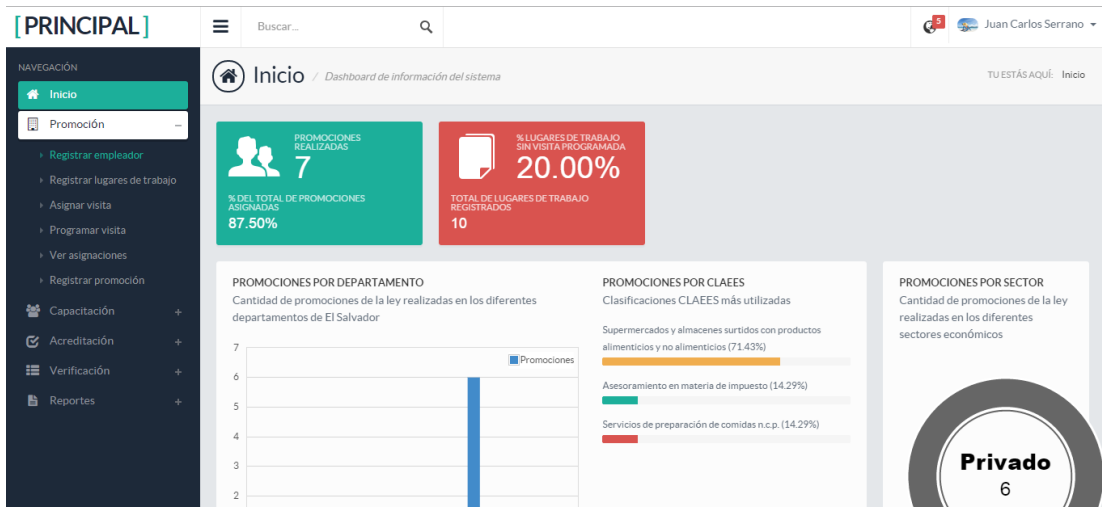 [PRINCIPAL]
Buscar...
5
Juan Carlos Serrano
NAVEGACIÓN
Inicio
Promoción
Registrar empleador
Registrar lugares de trabajo
Asignar visita
Programar visita
Ver asignaciones
Registrar promoción
Capacitación
Acreditación
Verificación
Reportes
Inicio / Dashboard de información del sistema
TU ESTÁS AQUÍ: Inicio
PROMOCIONES
REALIZADAS
7
% DEL TOTAL DE PROMOCIONES
ASIGNADAS
87.50%
% LUGARES DE TRABAJO
SIN VISITA PROGRAMADA
20.00%
TOTAL DE LUGARES DE TRABAJO
REGISTRADOS
10
PROMOCIONES POR DEPARTAMENTO
Cantidad de promociones de la ley realizadas en los diferentes
departamentos de El Salvador
7
6
5
4
3
2
Promociones
PROMOCIONES POR CLAEES
Clasificaciones CLAEES más utilizadas
Supermercados y almacenes surtidos con productos
alimenticios y no alimenticios (71.43%)
Asesoramiento en materia de impuesto (14.29%)
Servicios de preparación de comidas n.c.p. (14.29%)
PROMOCIONES POR SECTOR
Cantidad de promociones de la ley
realizadas en los diferentes
sectores económicos
Privado
6